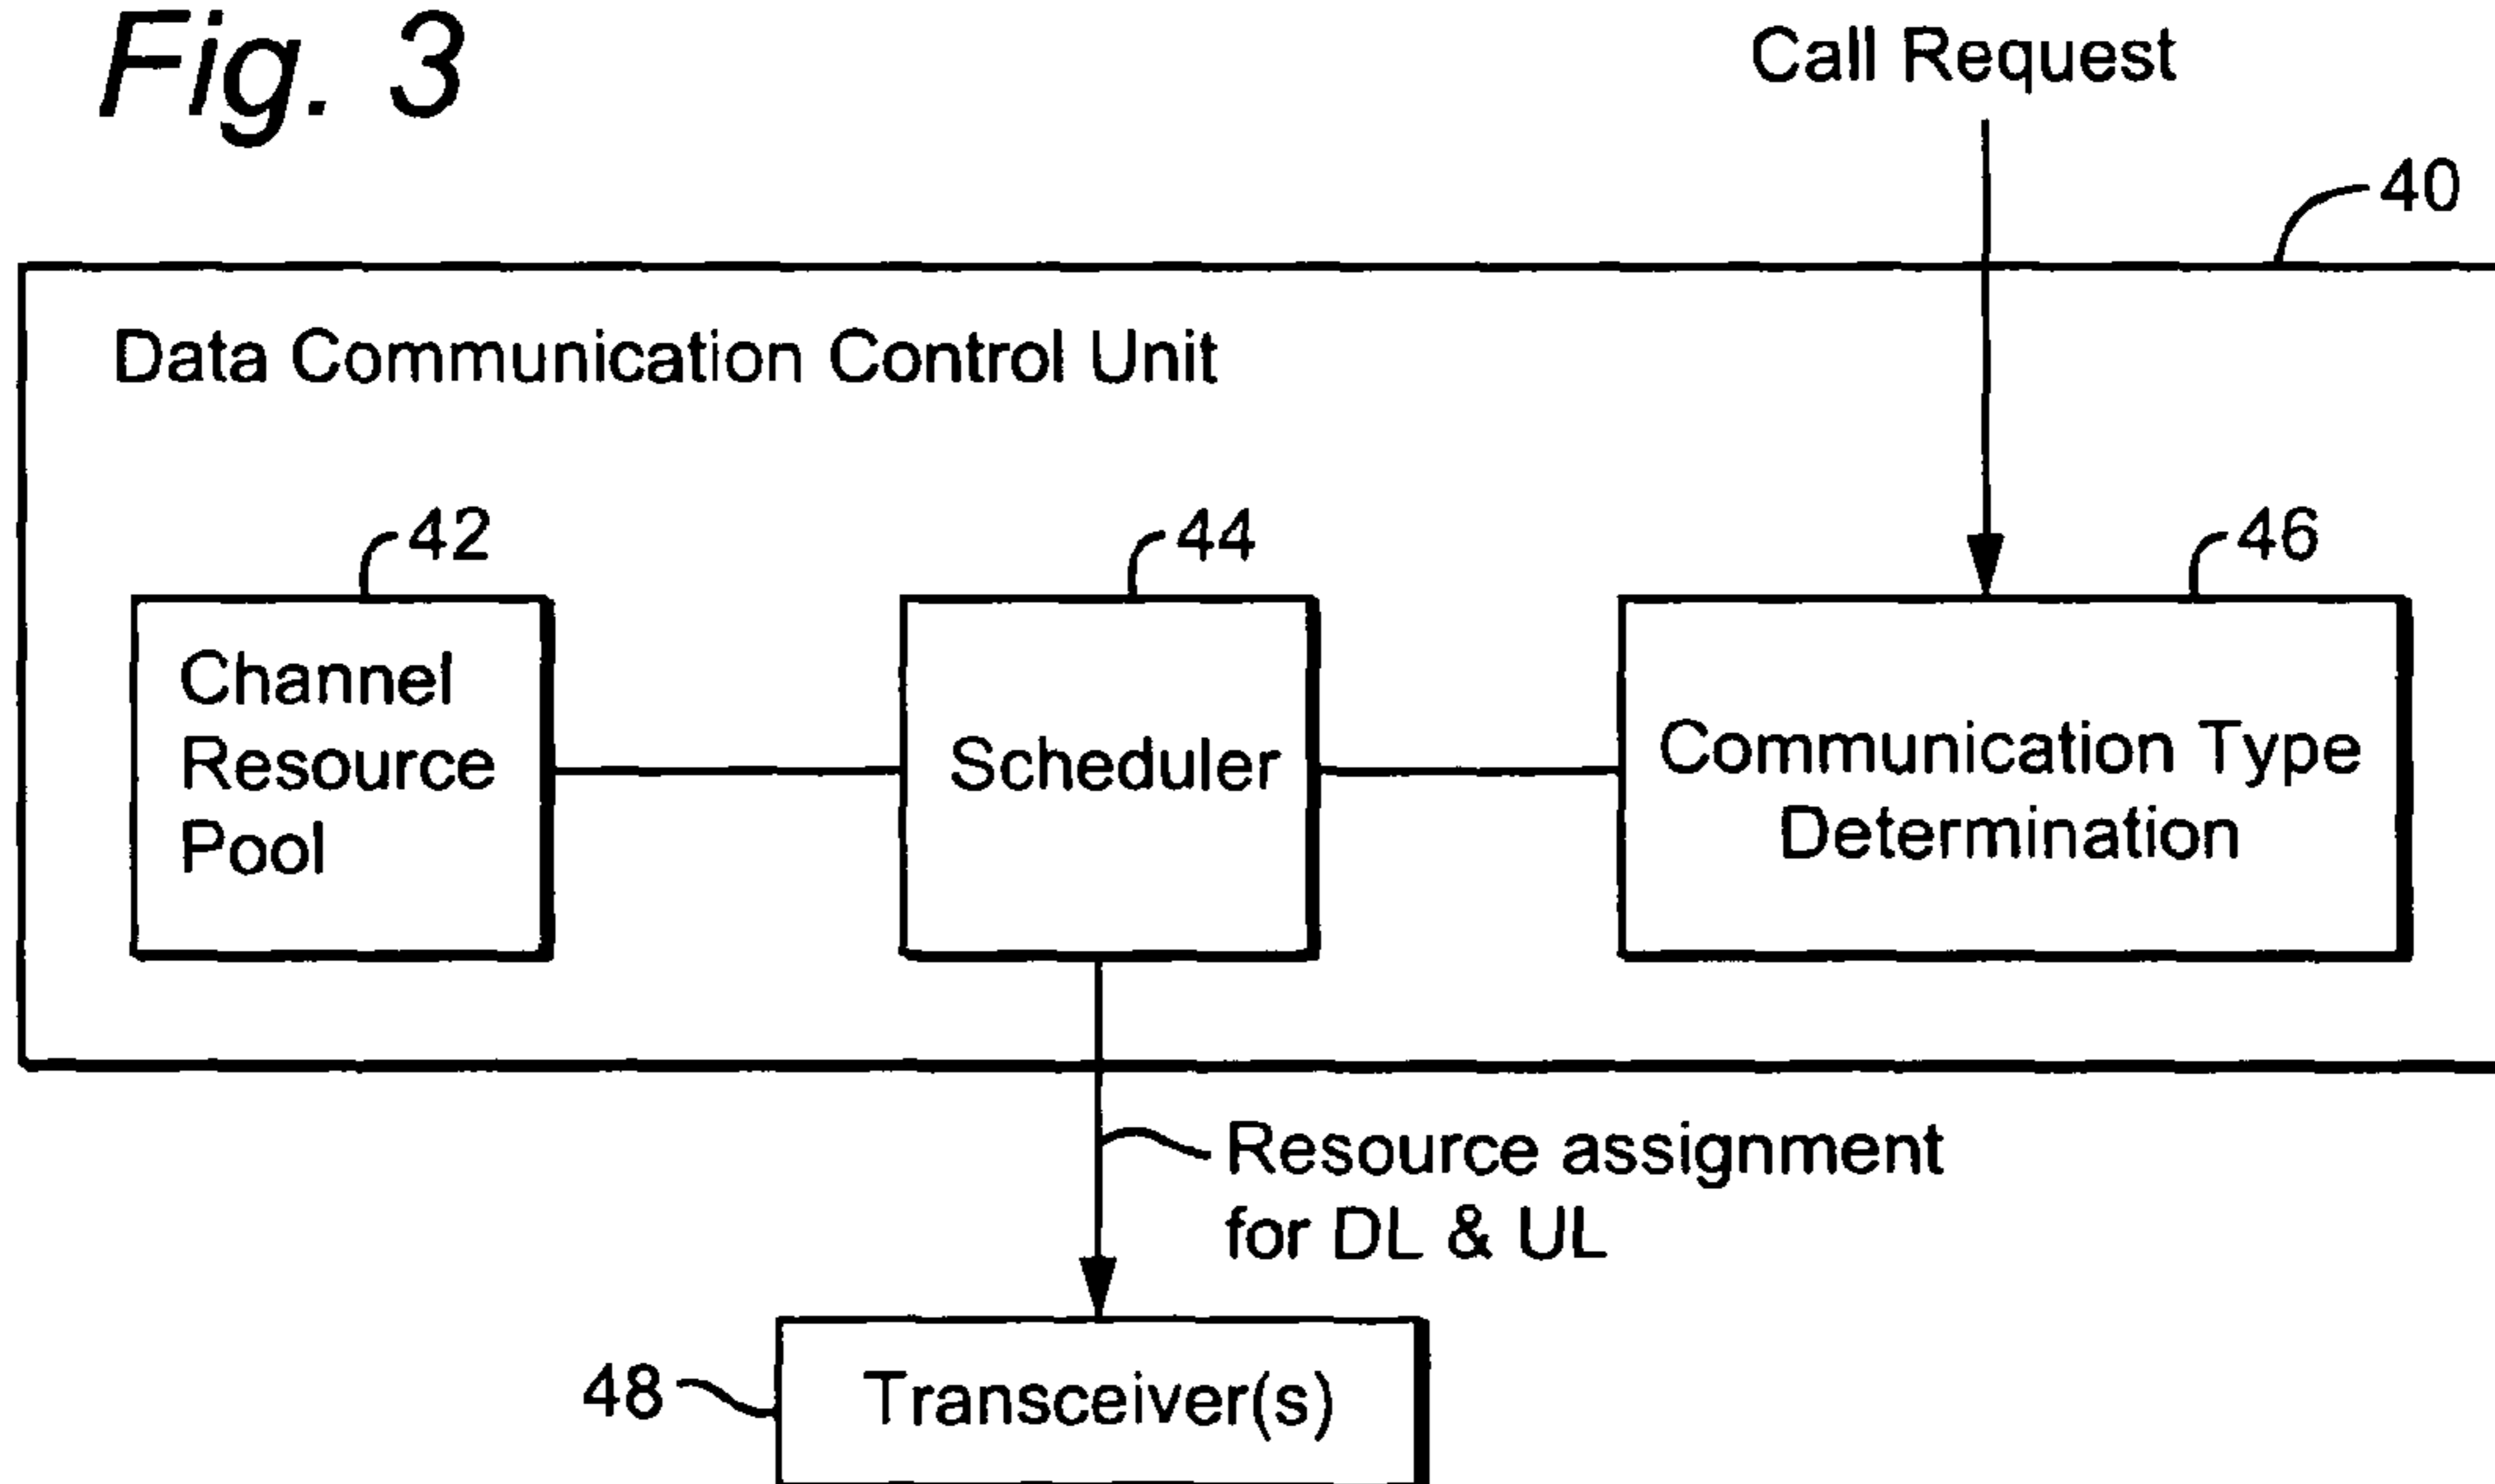 Fig. 3
Call Request
40
Data Communication Control Unit
42
44
46
Channel
Resource
Pool
Scheduler
Communication Type
Determination
Resource assignment
for DL & UL
48
Transceiver(s)